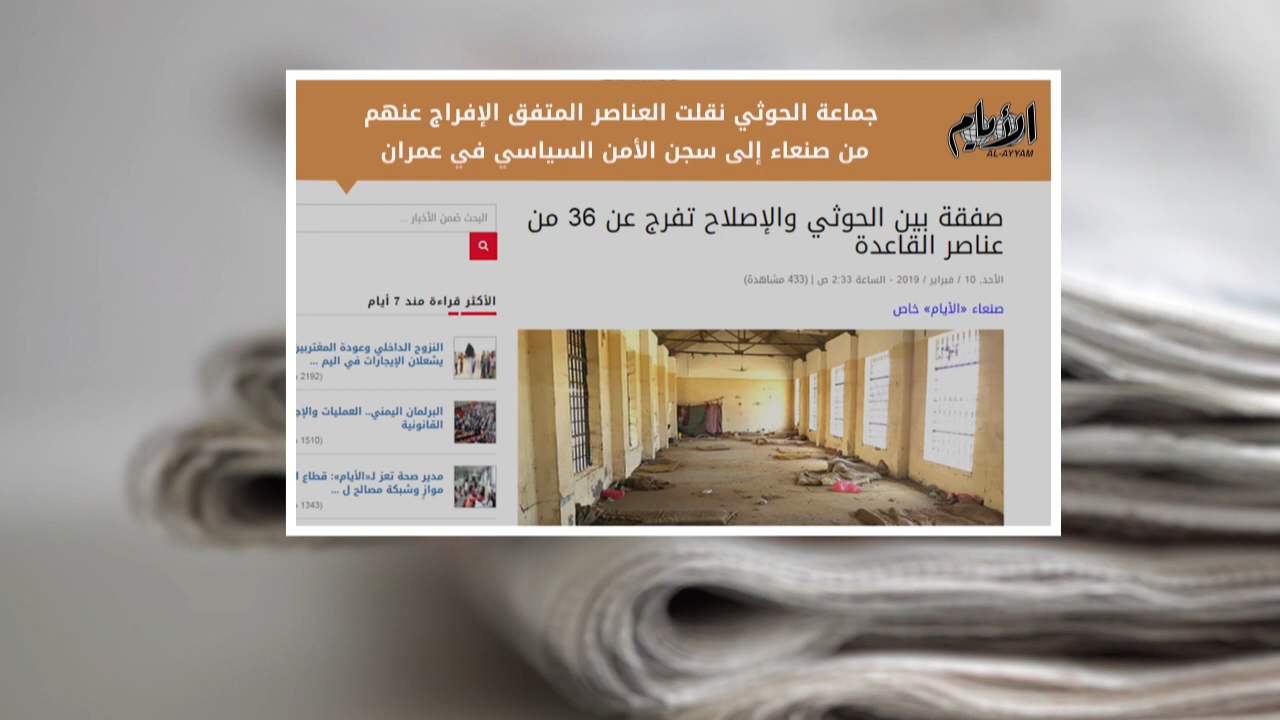 جماعة الحوثي نقلت العناصر المتفق الإفراج عنهم
من صنعاء إلى سجن الأمن السياسي في عمران
الأيام
AL-AYYAM
صفقة بين الحوثي والإصلاح تفرج عن 36 من
عناصر القاعدة
الأحد, 10 / فبراير / 2019 - الساعة 2:33 ص | (433 مشاهدة)
صنعاء «الأيام» خاص
البحث ضمن الأخبار ...
الأكثر قراءة منذ 7 أيام
النزوح الداخلي وعودة المغتربين
يشعلان الإيجارات في اليم ...
2192)
البرلمان اليمني.. العمليات والإج
القانونية
1510)
مدير صحة تعز لـ«الأيام»: قطاع ا
موازٍ وشبكة مصالح ل ...
1343)